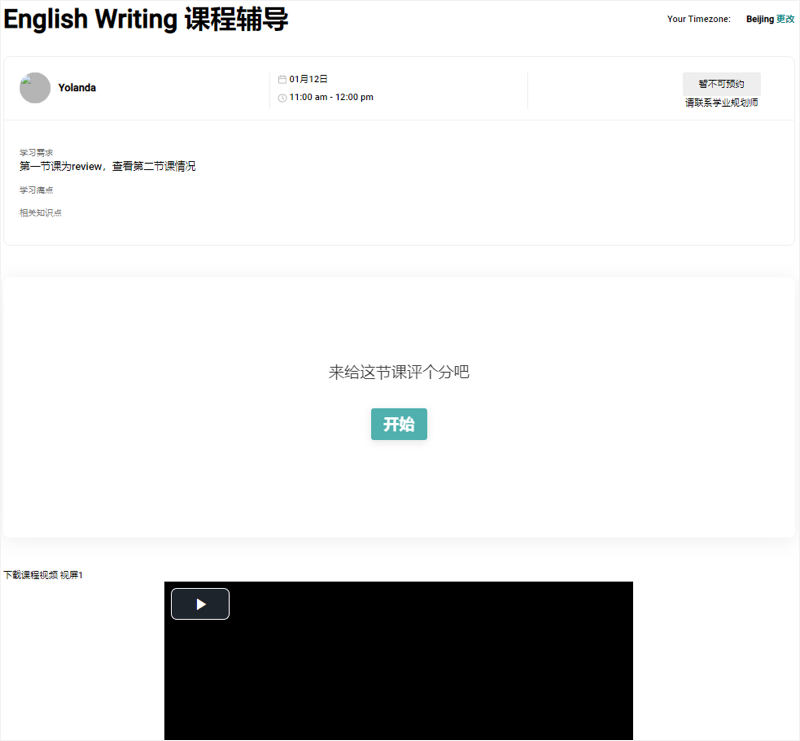 English Writing 课程辅导
Your Timezone: Beijing 更改
Yolanda
01月12日
11:00 am - 12:00 pm
暂不可预约
请联系学业规划师
学习需求
第一节课为review，查看第二节课情况
学习痛点
相关知识点
来给这节课评个分吧
开始
下載课程视频 视屏1